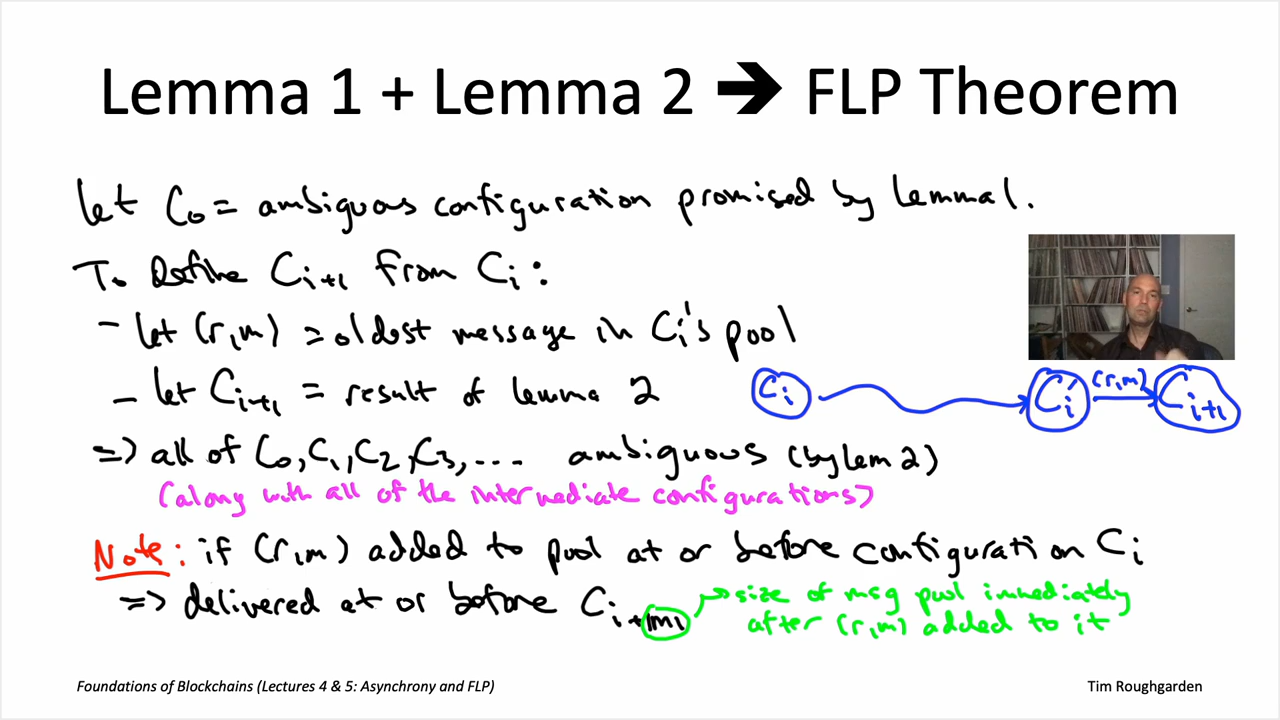 Lemma 1 + Lemma 2 ➔ FLP Theorem
let C₀ = ambiguous configuration promised by lemma 1.
To define Cᵢ₊₁ from Cᵢ:
- let (r,m) = oldest message in Cᵢ's pool
- let Cᵢ₊₁ = result of lemma 2
Cᵢ Cᵢ' (r,m) Cᵢ₊₁
=> all of C₀, C₁, C₂, C₃, ... ambiguous (by lem 2)
(along with all of the intermediate configurations)
Note: if (r,m) added to pool at or before configuration Cᵢ
=> delivered at or before Cᵢ₊|M| → size of msg pool immediately
after (r,m) added to it
Foundations of Blockchains (Lectures 4 & 5: Asynchrony and FLP)
Tim Roughgarden